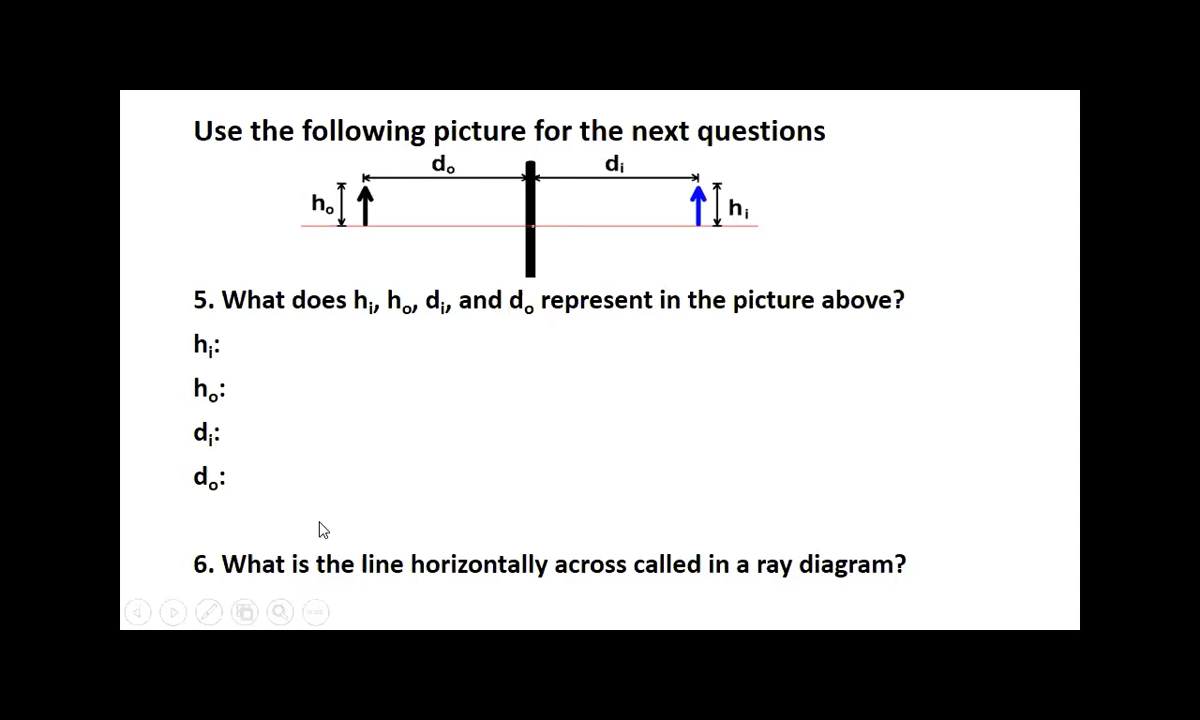 Use the following picture for the next questions
dₒ dᵢ
hₒ hᵢ
5. What does hᵢ, hₒ, dᵢ, and dₒ represent in the picture above?
hᵢ:
hₒ:
dᵢ:
dₒ:
6. What is the line horizontally across called in a ray diagram?